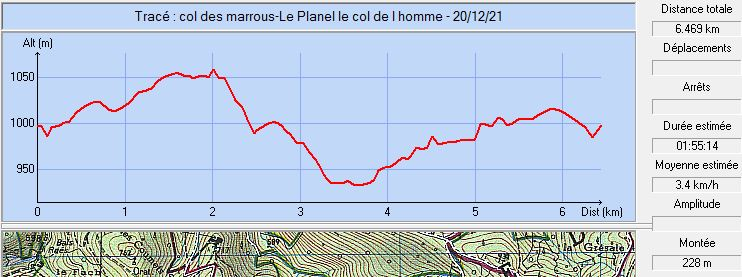 Tracé : col des marrous-Le Planel le col de l homme - 20/12/21
Alt (m)
1050
1000
950
0 1 2 3 4 5 6 Dist (km)
Distance totale
6.469 km
Déplacements
Arrêts
Durée estimée
01:55:14
Moyenne estimée
3.4 km/h
Amplitude
Montée
228 m
la Grésale